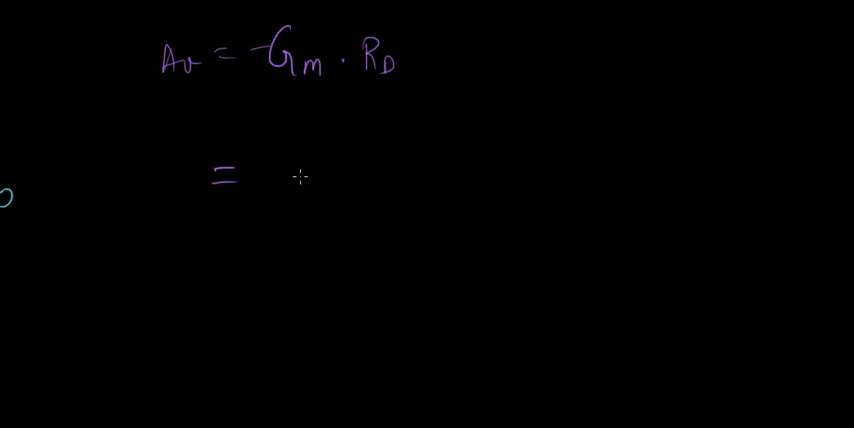 Av = -Gm . RD
=